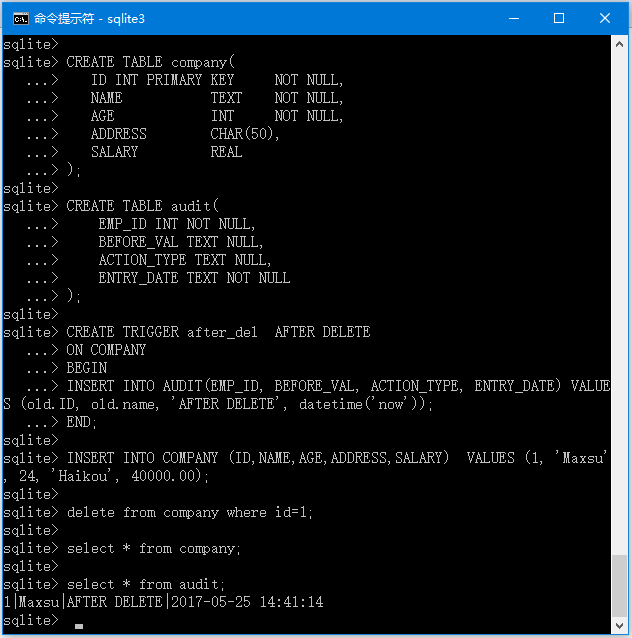 命令提示符 - sqlite3
sqlite>
sqlite> CREATE TABLE company(
   ...>    ID INT PRIMARY KEY     NOT NULL,
   ...>    NAME           TEXT    NOT NULL,
   ...>    AGE            INT     NOT NULL,
   ...>    ADDRESS        CHAR(50),
   ...>    SALARY         REAL
   ...> );
sqlite>
sqlite> CREATE TABLE audit(
   ...>     EMP_ID INT NOT NULL,
   ...>     BEFORE_VAL TEXT NULL,
   ...>     ACTION_TYPE TEXT NULL,
   ...>     ENTRY_DATE TEXT NOT NULL
   ...> );
sqlite>
sqlite> CREATE TRIGGER after_del  AFTER DELETE
   ...> ON COMPANY
   ...> BEGIN
   ...> INSERT INTO AUDIT(EMP_ID, BEFORE_VAL, ACTION_TYPE, ENTRY_DATE) VALUE
S (old.ID, old.name, 'AFTER DELETE', datetime('now'));
   ...> END;
sqlite>
sqlite> INSERT INTO COMPANY (ID,NAME,AGE,ADDRESS,SALARY)  VALUES (1, 'Maxsu'
, 24, 'Haikou', 40000.00);
sqlite>
sqlite> delete from company where id=1;
sqlite>
sqlite> select * from company;
sqlite>
sqlite> select * from audit;
1|Maxsu|AFTER DELETE|2017-05-25 14:41:14
sqlite>